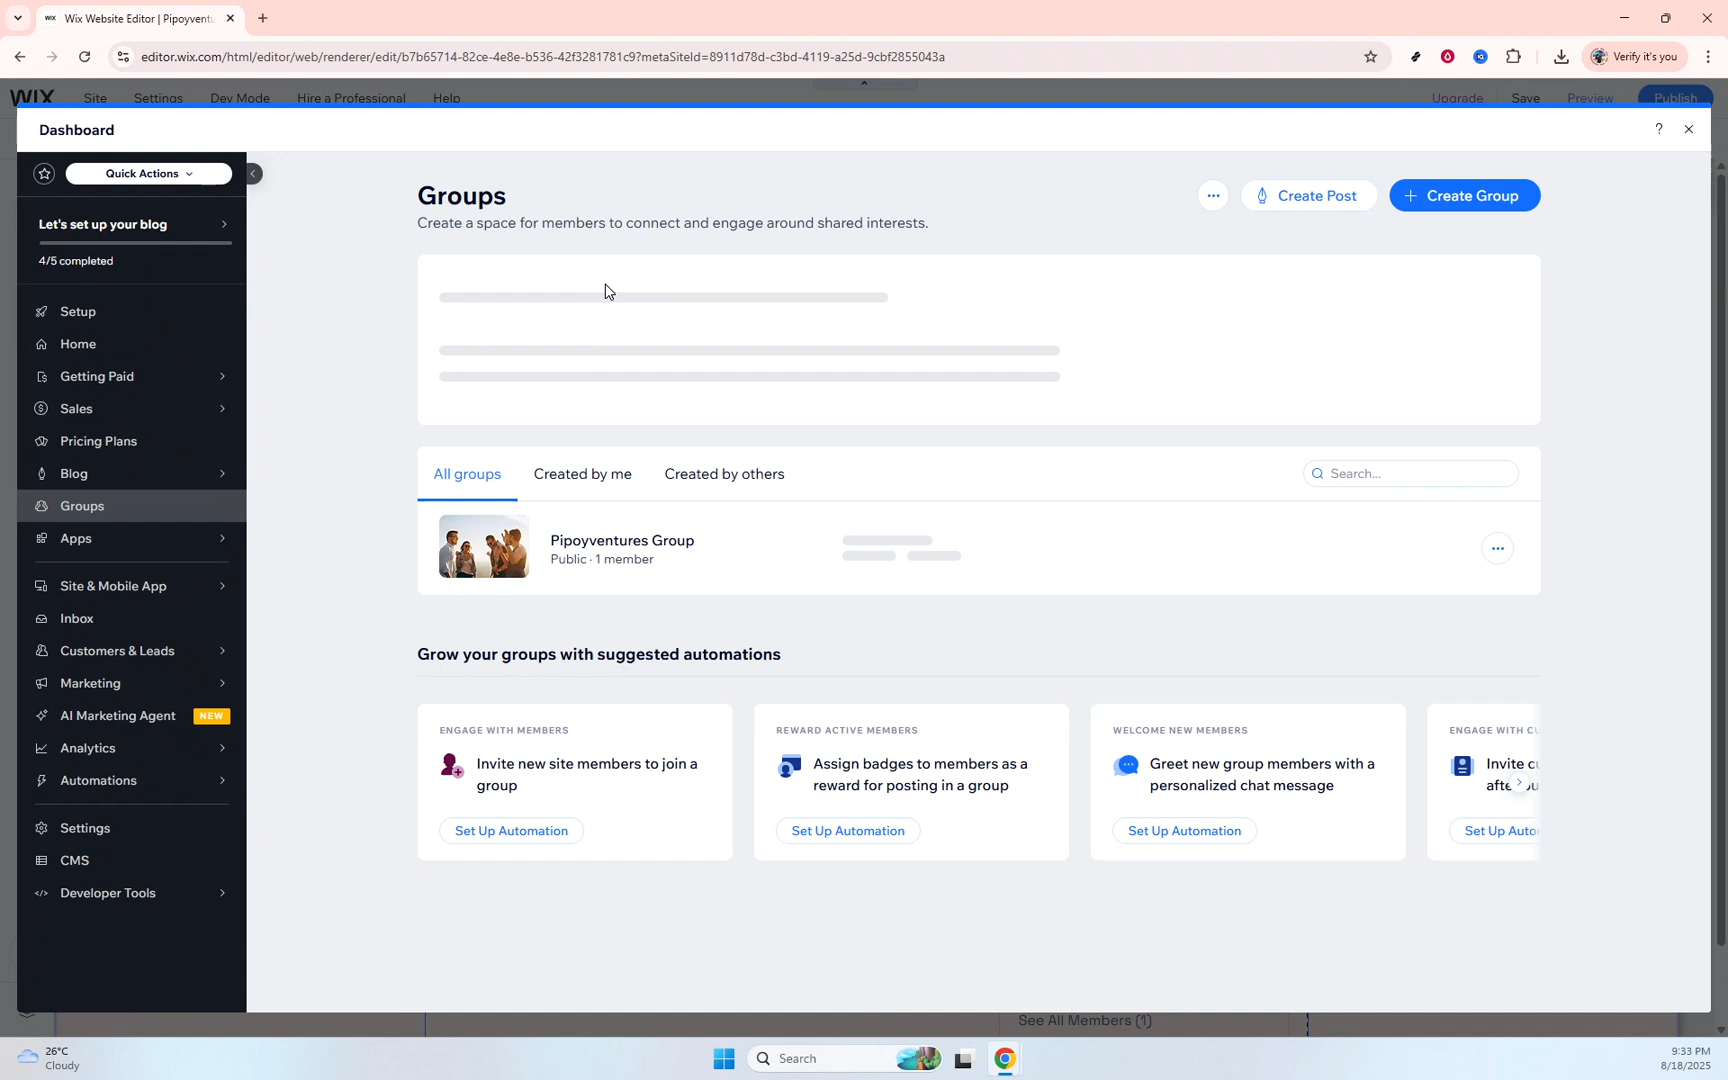 Wix Website Editor | Pipoyventu
editor.wix.com/html/editor/web/renderer/edit/b7b65714-82ce-4e8e-b536-42f3281781c9?metaSiteId=8911d78d-c3bd-4119-a25d-9cbf2855043a
Verify it's you
WIX Site Settings Dev Mode Hire a Professional Help Upgrade Save Preview Publish
Dashboard
?
Quick Actions
Let's set up your blog
4/5 completed
Setup
Home
Getting Paid
Sales
Pricing Plans
Blog
Groups
Apps
Site & Mobile App
Inbox
Customers & Leads
Marketing
AI Marketing Agent NEW
Analytics
Automations
Settings
CMS
Developer Tools
Groups
Create a space for members to connect and engage around shared interests.
Create Post
+ Create Group
All groups Created by me Created by others
Search...
Pipoyventures Group
Public · 1 member
Grow your groups with suggested automations
ENGAGE WITH MEMBERS
Invite new site members to join a
group
Set Up Automation
REWARD ACTIVE MEMBERS
Assign badges to members as a
reward for posting in a group
Set Up Automation
WELCOME NEW MEMBERS
Greet new group members with a
personalized chat message
Set Up Automation
ENGAGE WITH CU
Invite cu
Set Up Auto
See All Members (1)
26°C
Cloudy
Search
9:33 PM
8/18/2025